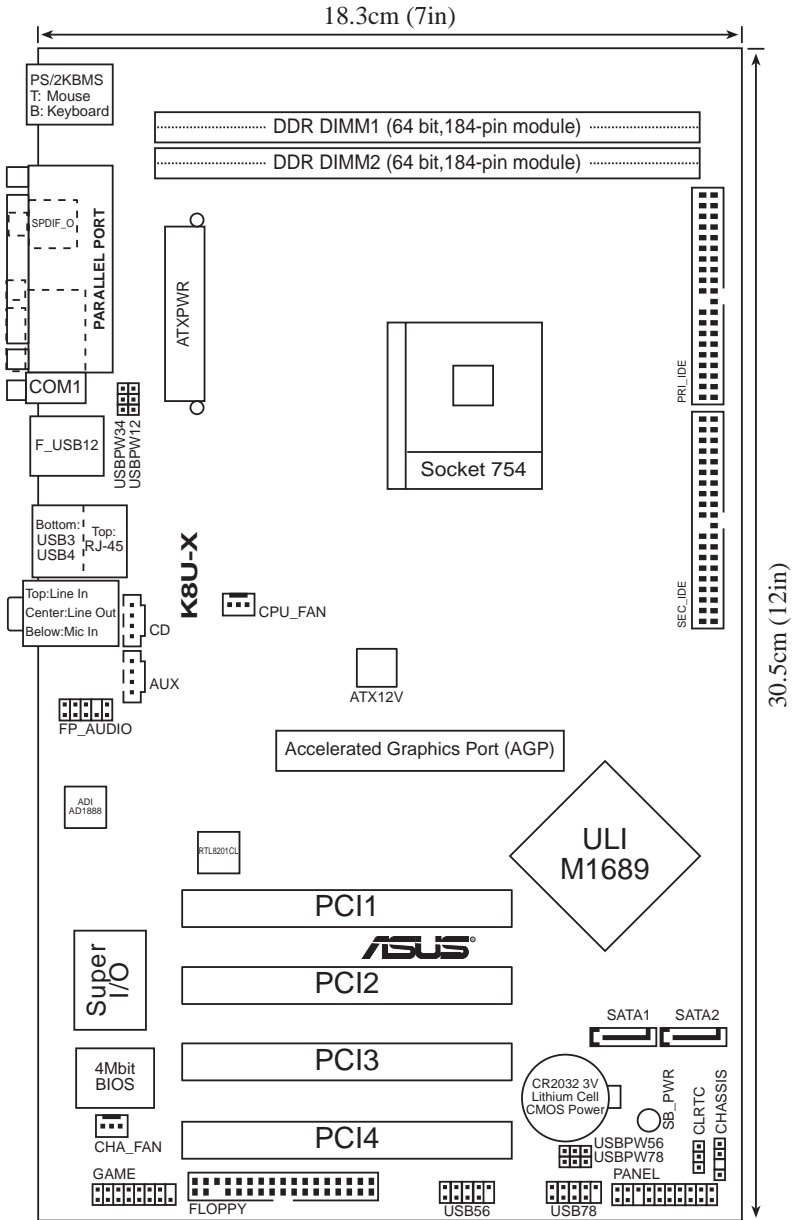 18.3cm (7in)
PS/2KBMS
T: Mouse
B: Keyboard
DDR DIMM1 (64 bit,184-pin module)
DDR DIMM2 (64 bit,184-pin module)
SPDIF_O
PARALLEL PORT
ATXPWR
PRI_IDE
COM1
USBPW34
USBPW12
F_USB12
Socket 754
Bottom:
USB3
USB4
Top:
RJ-45
K8U-X
SEC_IDE
30.5cm (12in)
Top:Line In
Center:Line Out
Below:Mic In
CD
CPU_FAN
AUX
ATX12V
FP_AUDIO
Accelerated Graphics Port (AGP)
ADI
AD1888
RTL8201CL
ULI
M1689
PCI1
ASUS
®
Super
I/O
PCI2
SATA1
SATA2
4Mbit
BIOS
PCI3
CR2032 3V
Lithium Cell
CMOS Power
SB_PWR
CLRTC
CHASSIS
CHA_FAN
PCI4
USBPW56
USBPW78
GAME
FLOPPY
USB56
USB78
PANEL